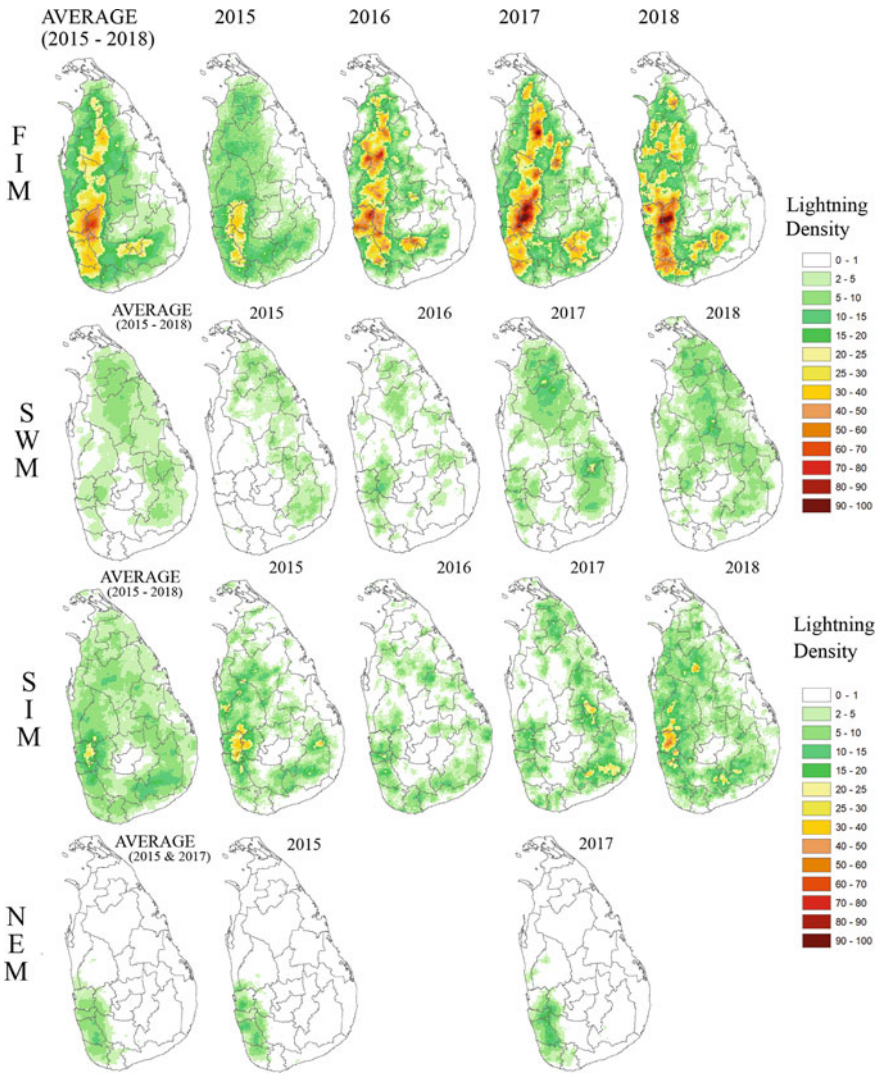 AVERAGE
(2015 - 2018)
2015
2016
2017
2018
F
I
M
Lightning
Density
0 - 1
2 - 5
5 - 10
10 - 15
15 - 20
20 - 25
25 - 30
30 - 40
40 - 50
50 - 60
60 - 70
70 - 80
80 - 90
90 - 100
AVERAGE
(2015 - 2018)
2015
2016
2017
2018
S
W
M
AVERAGE
(2015 - 2018)
2015
2016
2017
2018
S
I
M
Lightning
Density
0 - 1
2 - 5
5 - 10
10 - 15
15 - 20
20 - 25
25 - 30
30 - 40
40 - 50
50 - 60
60 - 70
70 - 80
80 - 90
90 - 100
AVERAGE
(2015 & 2017)
2015
2017
N
E
M